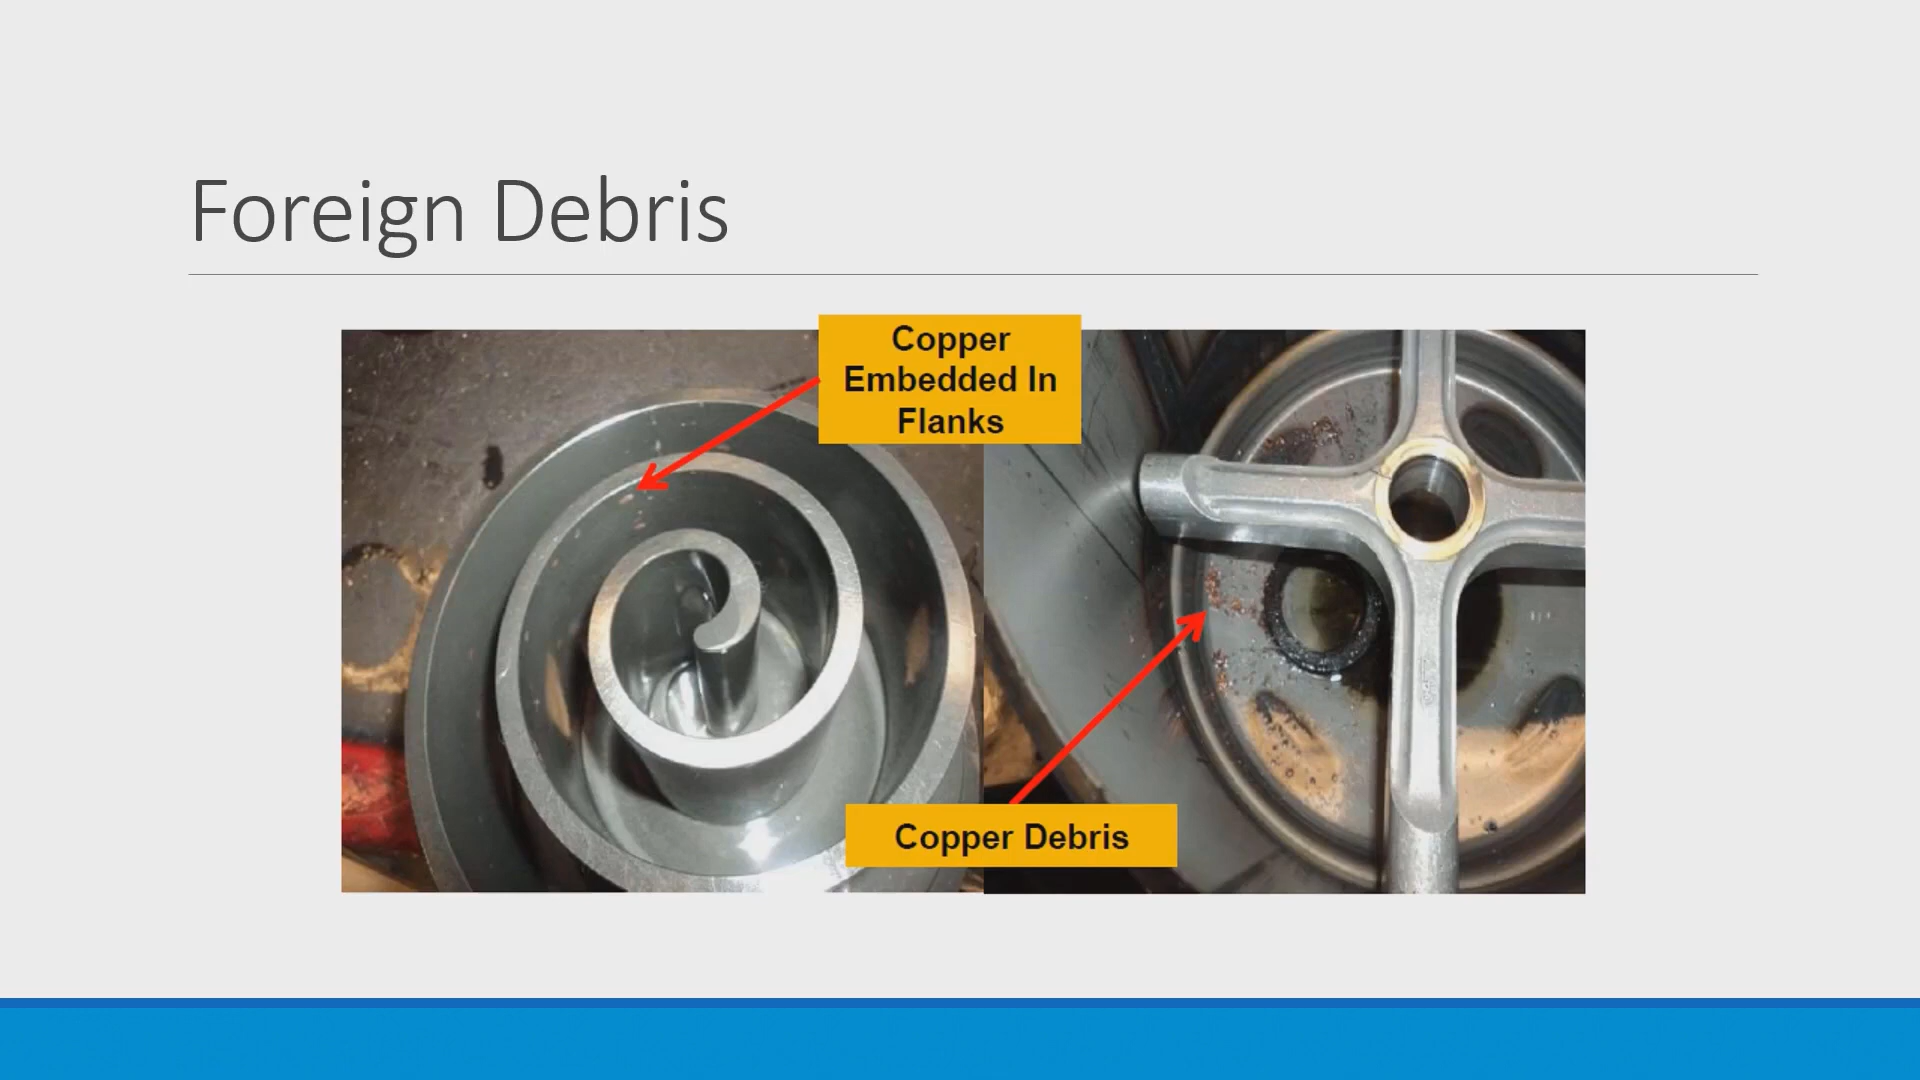 Foreign Debris
Copper
Embedded In
Flanks
Copper Debris